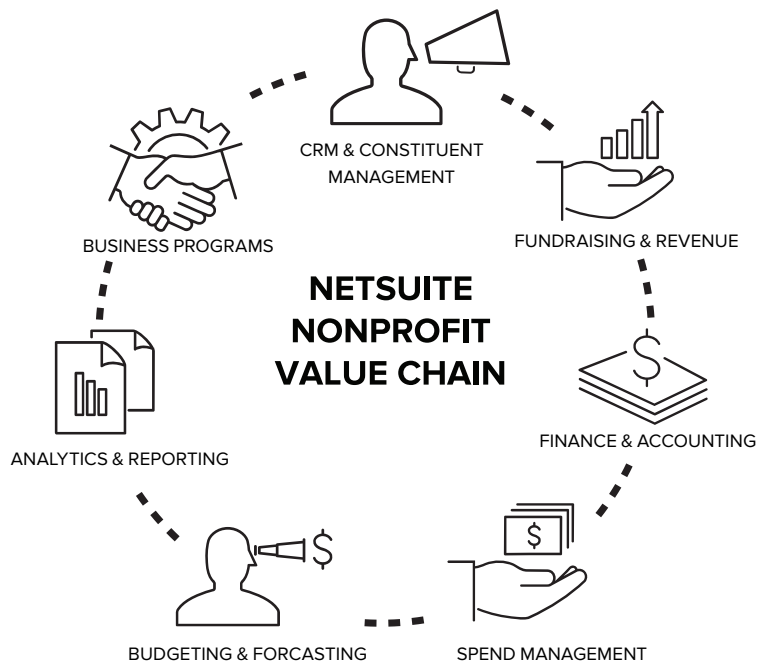 CRM & CONSTITUENT
MANAGEMENT
FUNDRAISING & REVENUE
BUSINESS PROGRAMS
NETSUITE
NONPROFIT
VALUE CHAIN
$
FINANCE & ACCOUNTING
ANALYTICS & REPORTING
$
$
BUDGETING & FORCASTING
SPEND MANAGEMENT